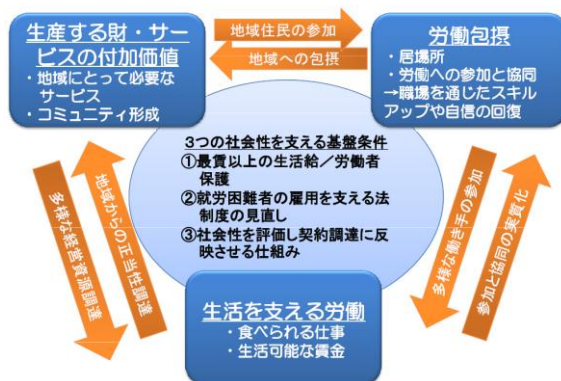 生産する財・サー
ビスの付加価値
・地域にとって必要な
サービス
・コミュニティ形成
地域住民の参加
地域への包摂
労働包摂
・居場所
・労働への参加と協同
→職場を通じたスキル
アップや自信の回復
3つの社会性を支える基盤条件
①最賃以上の生活給／労働者
保護
②就労困難者の雇用を支える法
制度の見直し
③社会性を評価し契約調達に反
映させる仕組み
多様な経営資源調達
地域からの正当性調達
多様な働き手の参加
参加と協同の実質化
生活を支える労働
・食べられる仕事
・生活可能な賃金